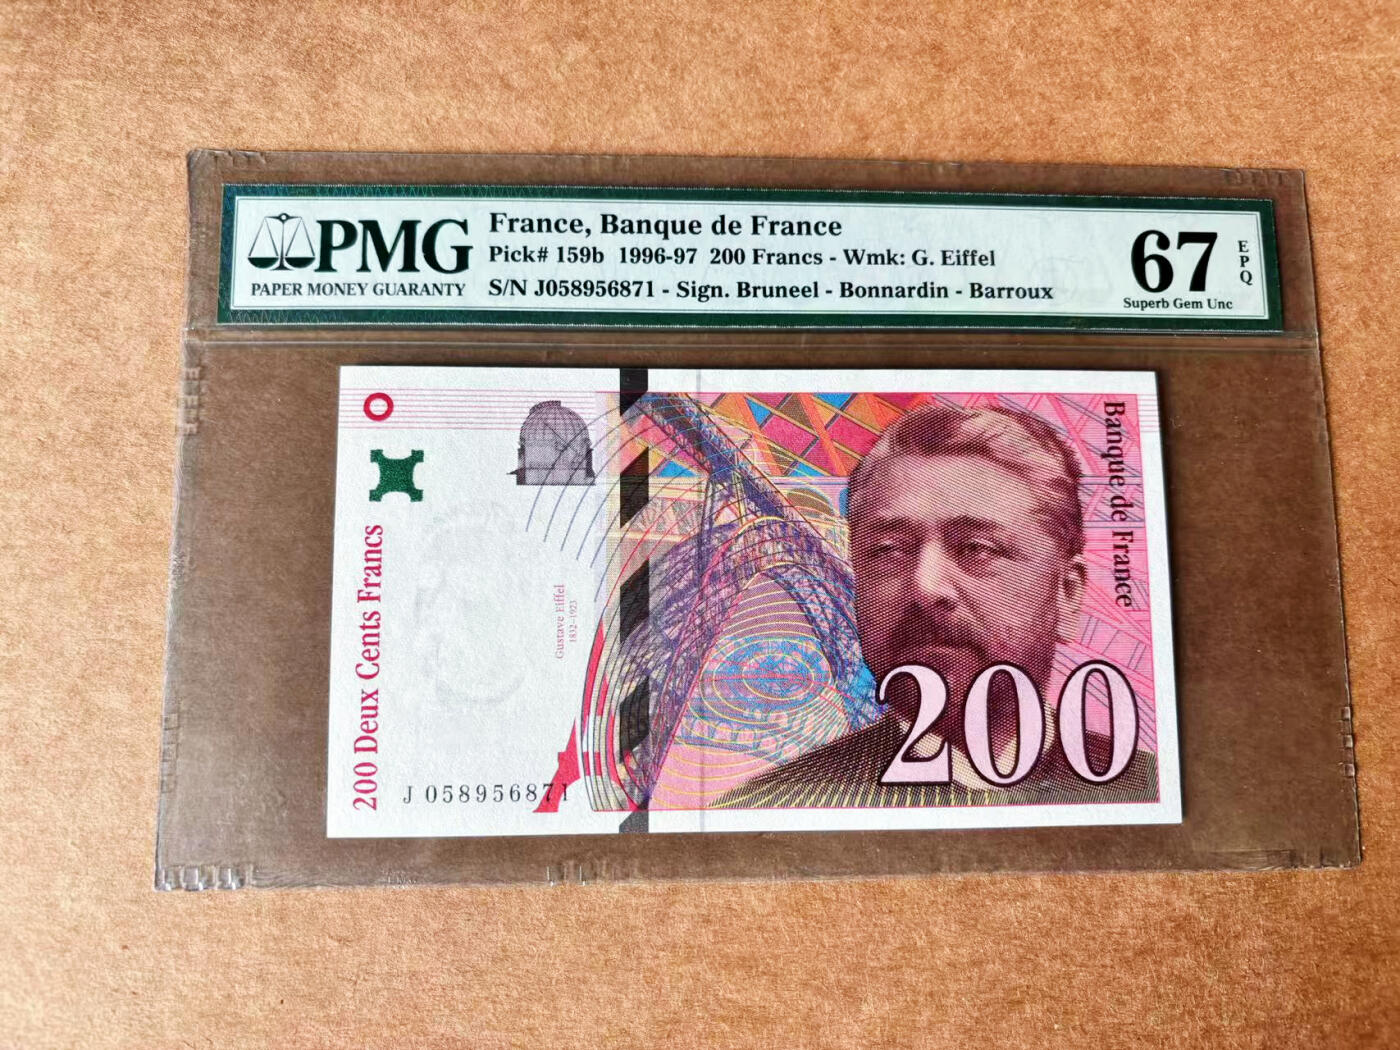 PMG
PAPER MONEY GUARANTY
France, Banque de France
Pick# 159b 1996-97 200 Francs - Wmk: G. Eiffel
S/N J058956871 - Sign. Bruneel - Bonnardin - Barroux
67
EPQ
Superb Gem Unc
200 Deux Cents Francs
Gustave Eiffel
1832-1923
J 058956871
Banque de France
200